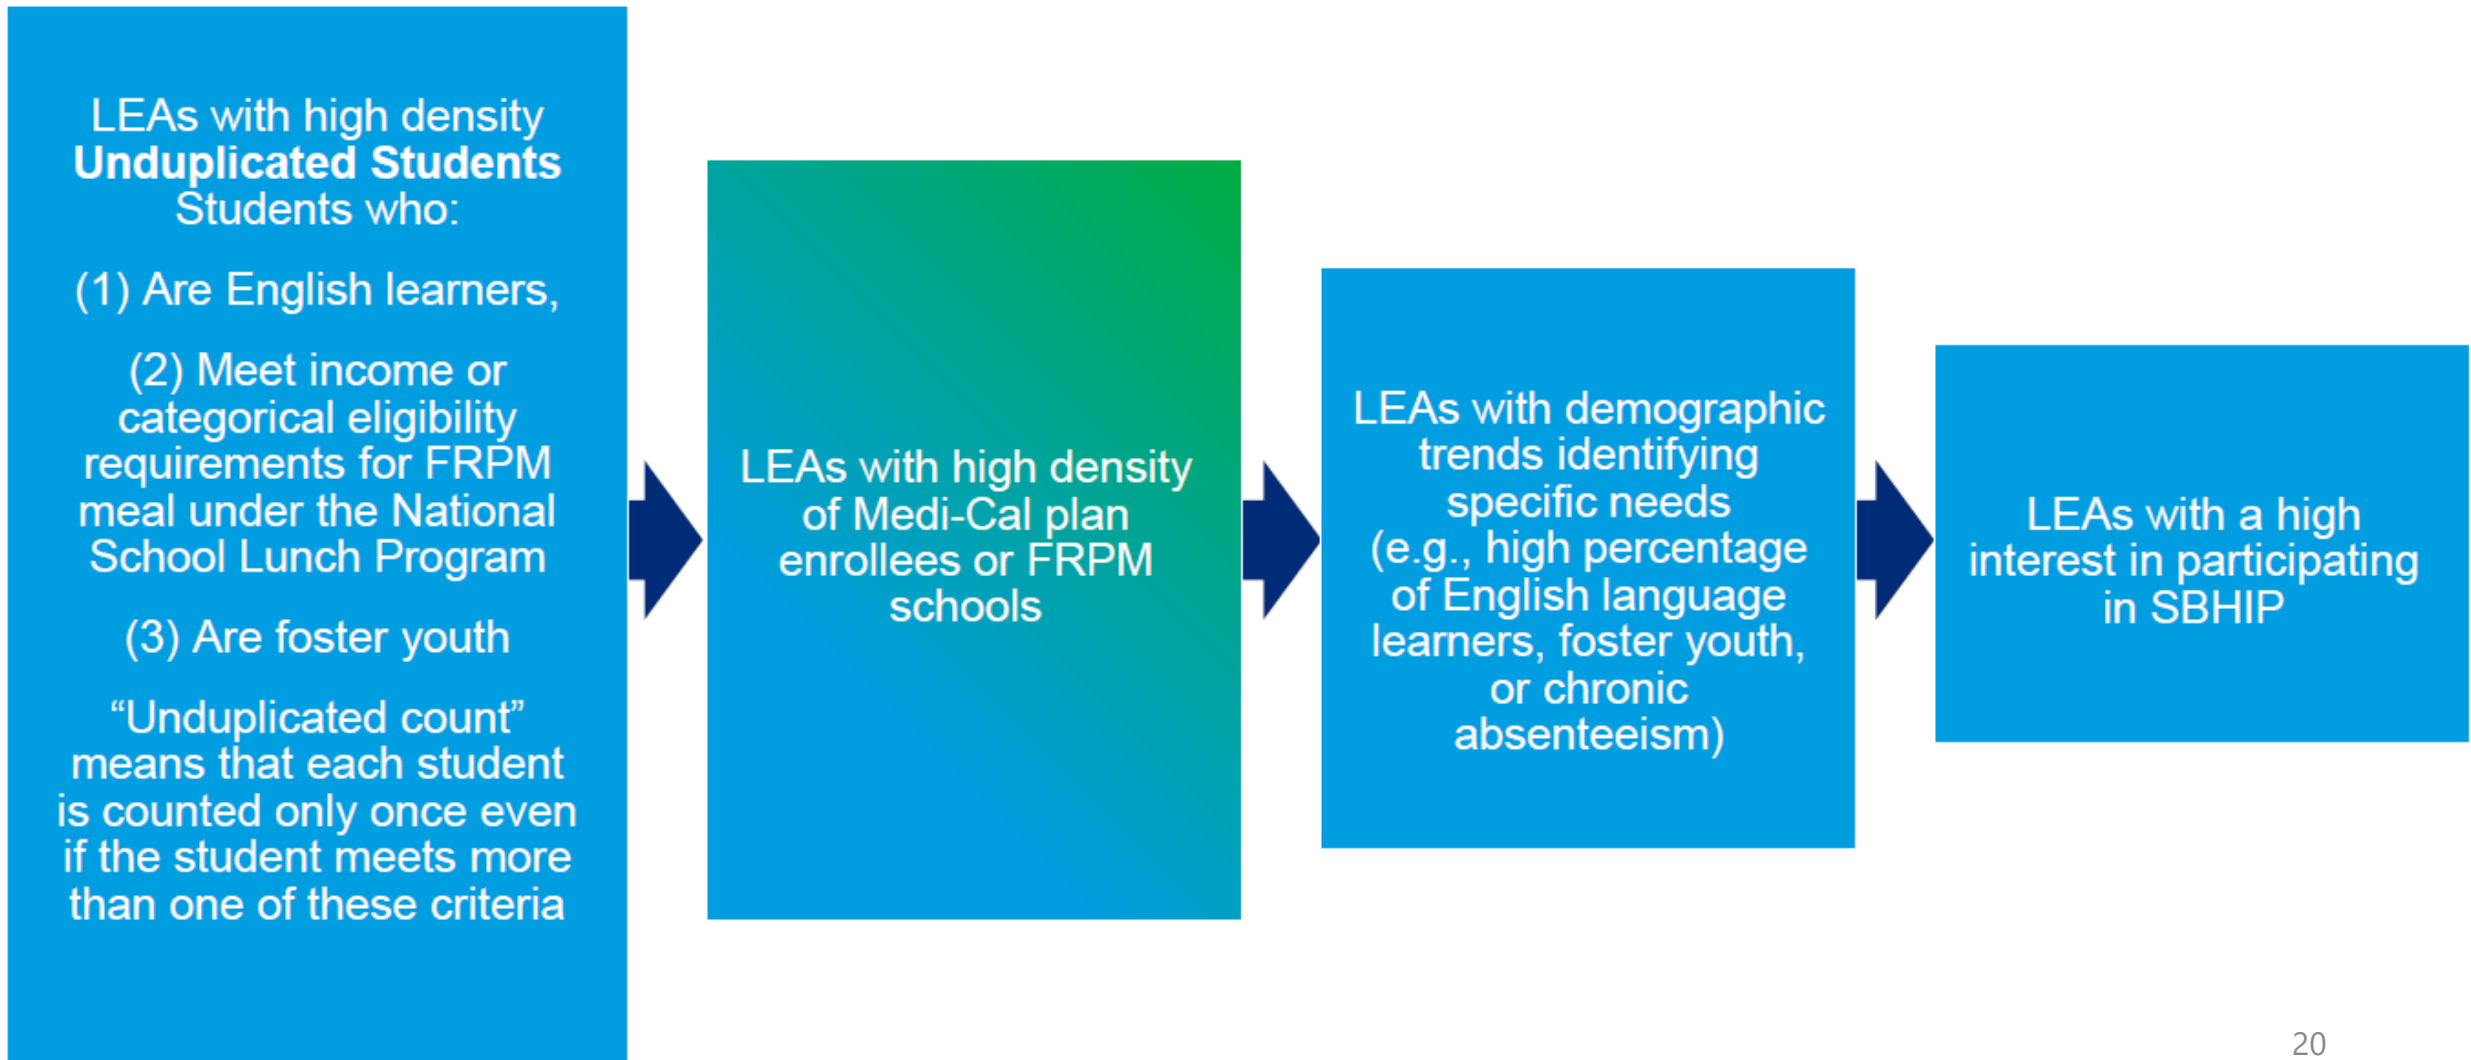 LEAs with high density
Unduplicated Students
Students who:
(1) Are English learners,
(2) Meet income or
categorical eligibility
requirements for FRPM
meal under the National
School Lunch Program
(3) Are foster youth
“Unduplicated count”
means that each student
is counted only once even
if the student meets more
than one of these criteria
LEAs with high density
of Medi-Cal plan
enrollees or FRPM
schools
LEAs with demographic
trends identifying
specific needs
(e.g., high percentage
of English language
learners, foster youth,
or chronic
absenteeism)
LEAs with a high
interest in participating
in SBHIP
20